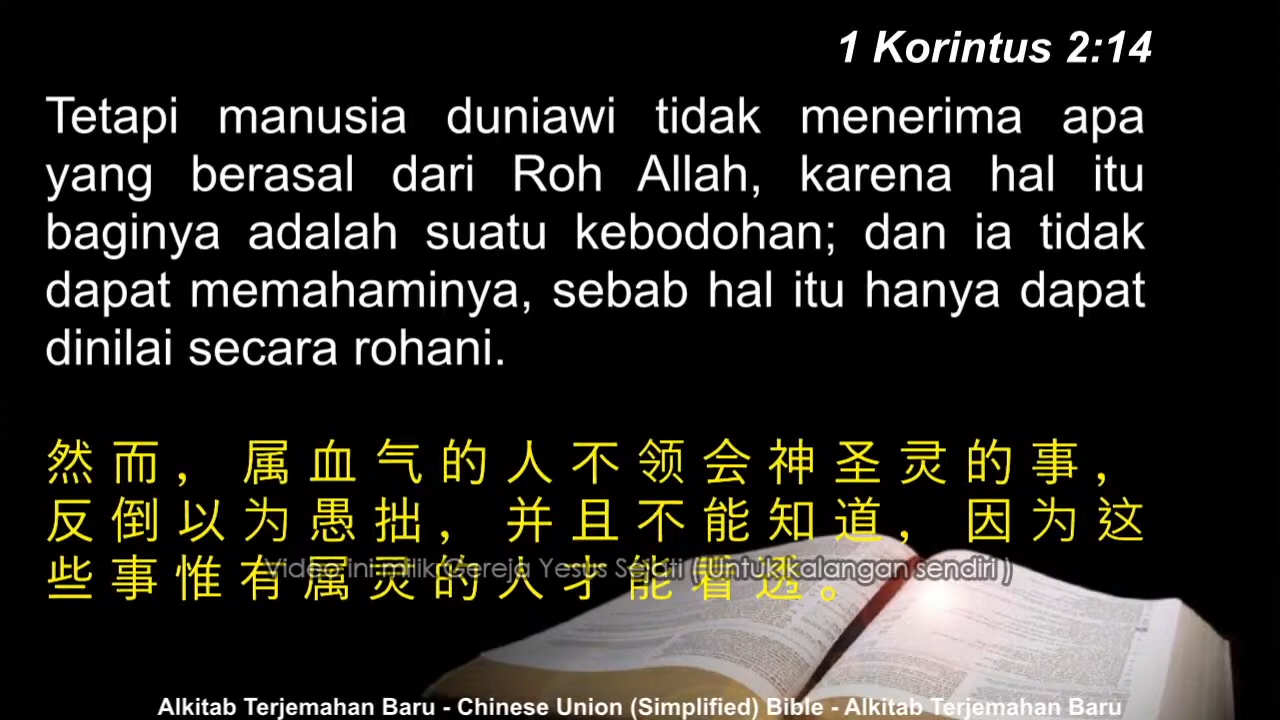 1 Korintus 2:14
Tetapi manusia duniawi tidak menerima apa
yang berasal dari Roh Allah, karena hal itu
baginya adalah suatu kebodohan; dan ia tidak
dapat memahaminya, sebab hal itu hanya dapat
dinilai secara rohani.
然而，属血气的人不领会神圣灵的事，
反倒以为愚拙，并且不能知道，因为这
些事惟有属灵的人才能看透。
Video ini milik Gereja Yesus Sejati ( Untuk kalangan sendiri )
Alkitab Terjemahan Baru - Chinese Union (Simplified) Bible - Alkitab Terjemahan Baru